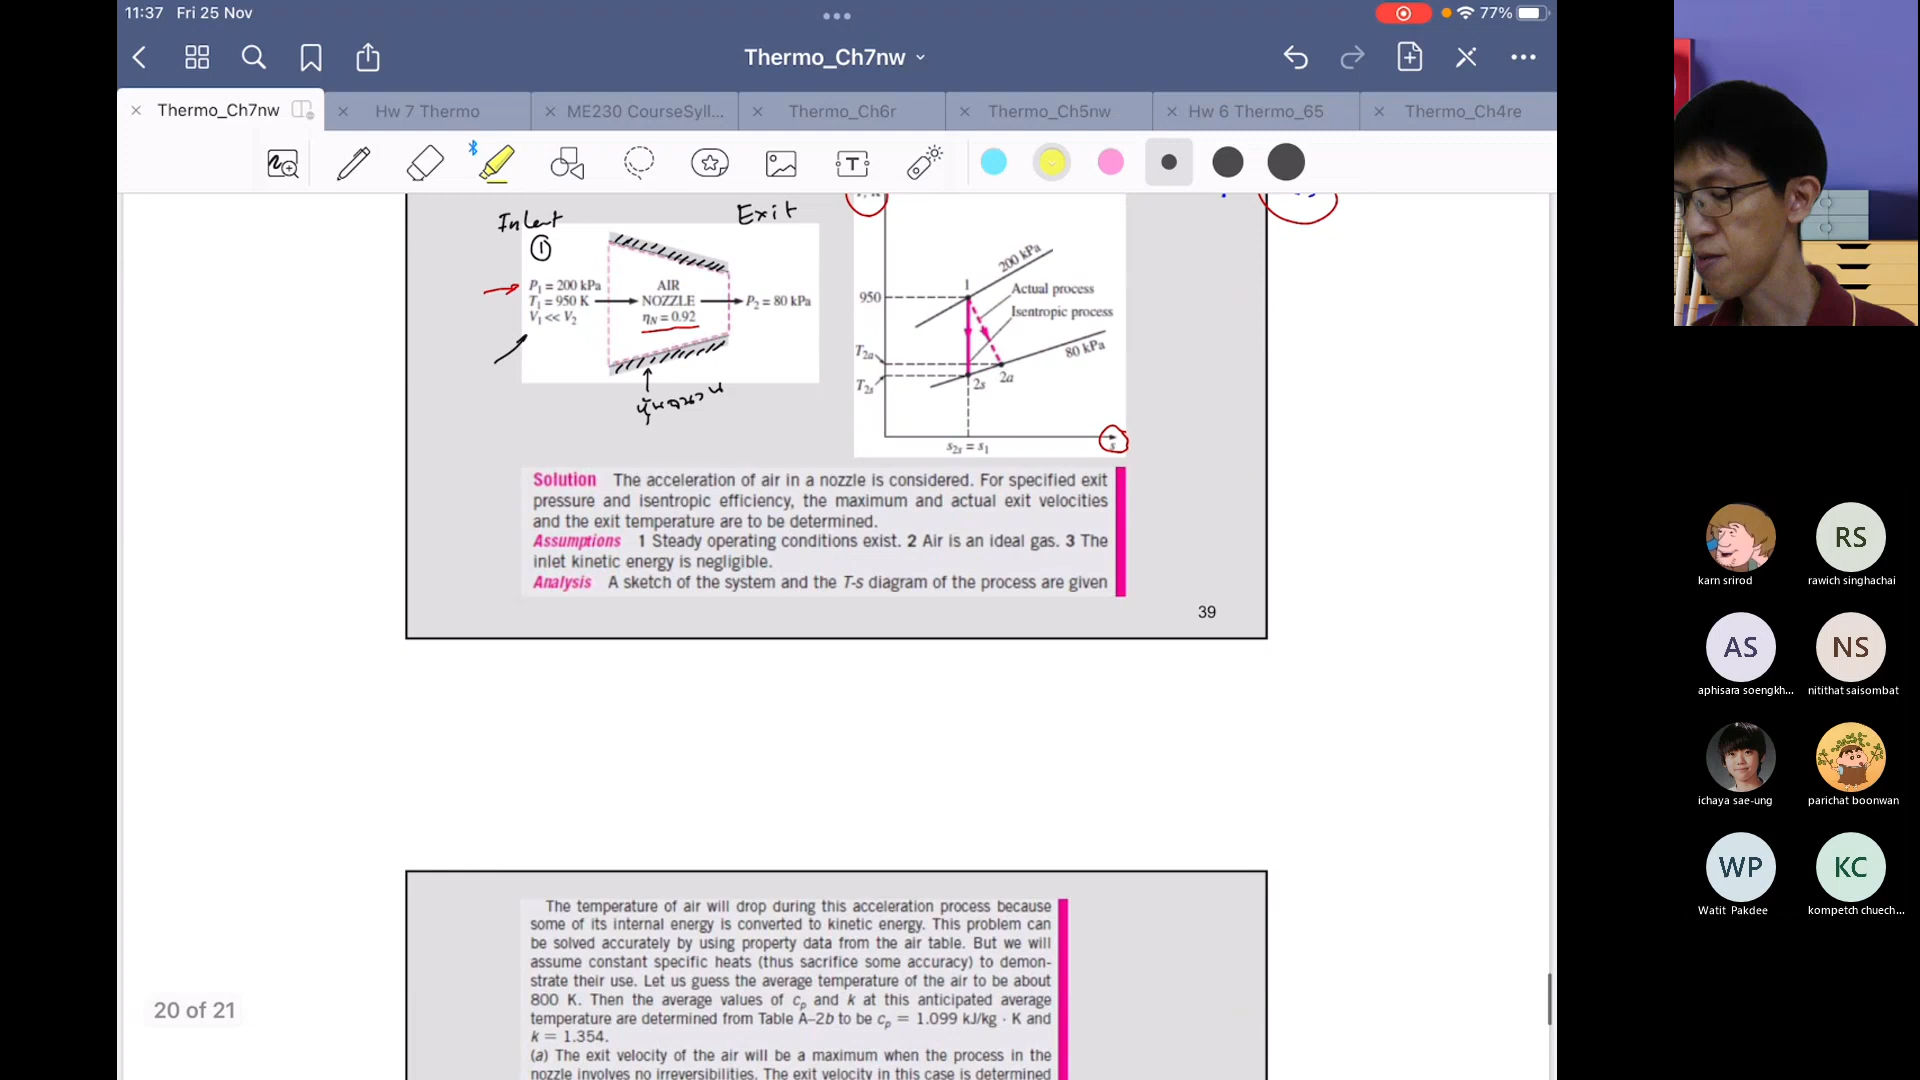 11:37 Fri 25 Nov
77%
Thermo_Ch7nw
Thermo_Ch7nw
Hw 7 Thermo
ME230 CourseSyll...
Thermo_Ch6r
Thermo_Ch5nw
Hw 6 Thermo_65
Thermo_Ch4re
Exit
①
P₁ = 200 kPa
T₁ = 950 K
V₁ << V₂
AIR
NOZZLE
ηN = 0.92
P₂ = 80 kPa
200 kPa
1
950
Actual process
Isentropic process
80 kPa
T2a
T2s
2s
2a
s2s = s1
s
Solution The acceleration of air in a nozzle is considered. For specified exit
pressure and isentropic efficiency, the maximum and actual exit velocities
and the exit temperature are to be determined.
Assumptions 1 Steady operating conditions exist. 2 Air is an ideal gas. 3 The
inlet kinetic energy is negligible.
Analysis A sketch of the system and the T-s diagram of the process are given
39
The temperature of air will drop during this acceleration process because
some of its internal energy is converted to kinetic energy. This problem can
be solved accurately by using property data from the air table. But we will
assume constant specific heats (thus sacrifice some accuracy) to demon-
strate their use. Let us guess the average temperature of the air to be about
800 K. Then the average values of cp and k at this anticipated average
temperature are determined from Table A–2b to be cp = 1.099 kJ/kg · K and
k = 1.354.
(a) The exit velocity of the air will be a maximum when the process in the
nozzle involves no irreversibilities. The exit velocity in this case is determined
20 of 21
karn srirod
RS
rawich singhachai
AS
aphisara soengkh...
NS
nitithat saisombat
ichaya sae-ung
parichat boonwan
WP
Watit Pakdee
KC
kompetch chuech...